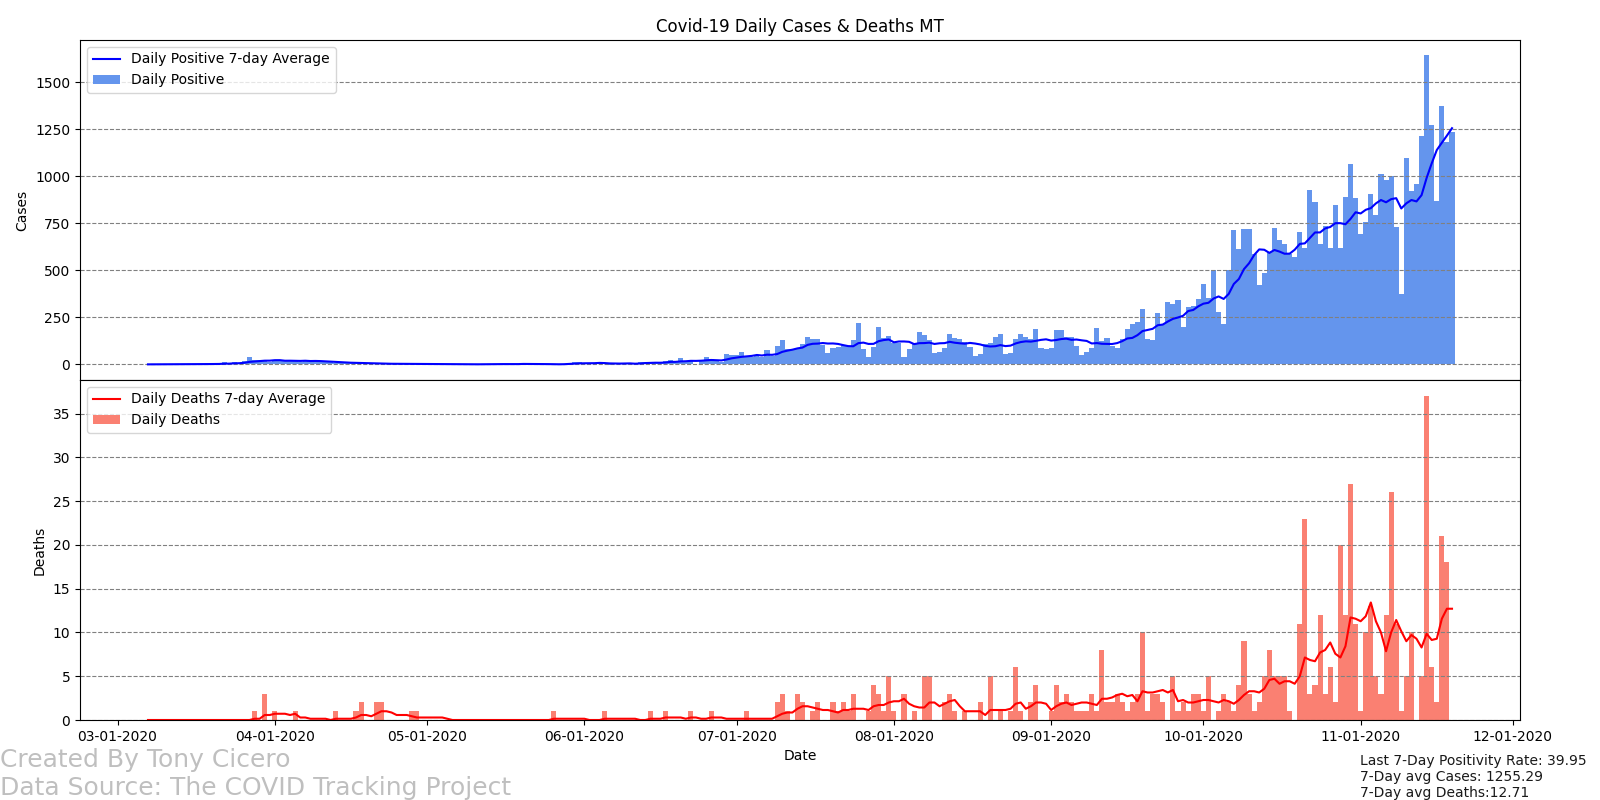 Covid-19 Daily Cases & Deaths MT
Daily Positive 7-day Average
Daily Positive
1500
1250
1000
750
500
250
0
Cases
Daily Deaths 7-day Average
Daily Deaths
35
30
25
20
15
10
5
0
Deaths
03-01-2020 04-01-2020 05-01-2020 06-01-2020 07-01-2020 08-01-2020 09-01-2020 10-01-2020 11-01-2020 12-01-2020
Date
Created By Tony Cicero
Data Source: The COVID Tracking Project
Last 7-Day Positivity Rate: 39.95
7-Day avg Cases: 1255.29
7-Day avg Deaths:12.71